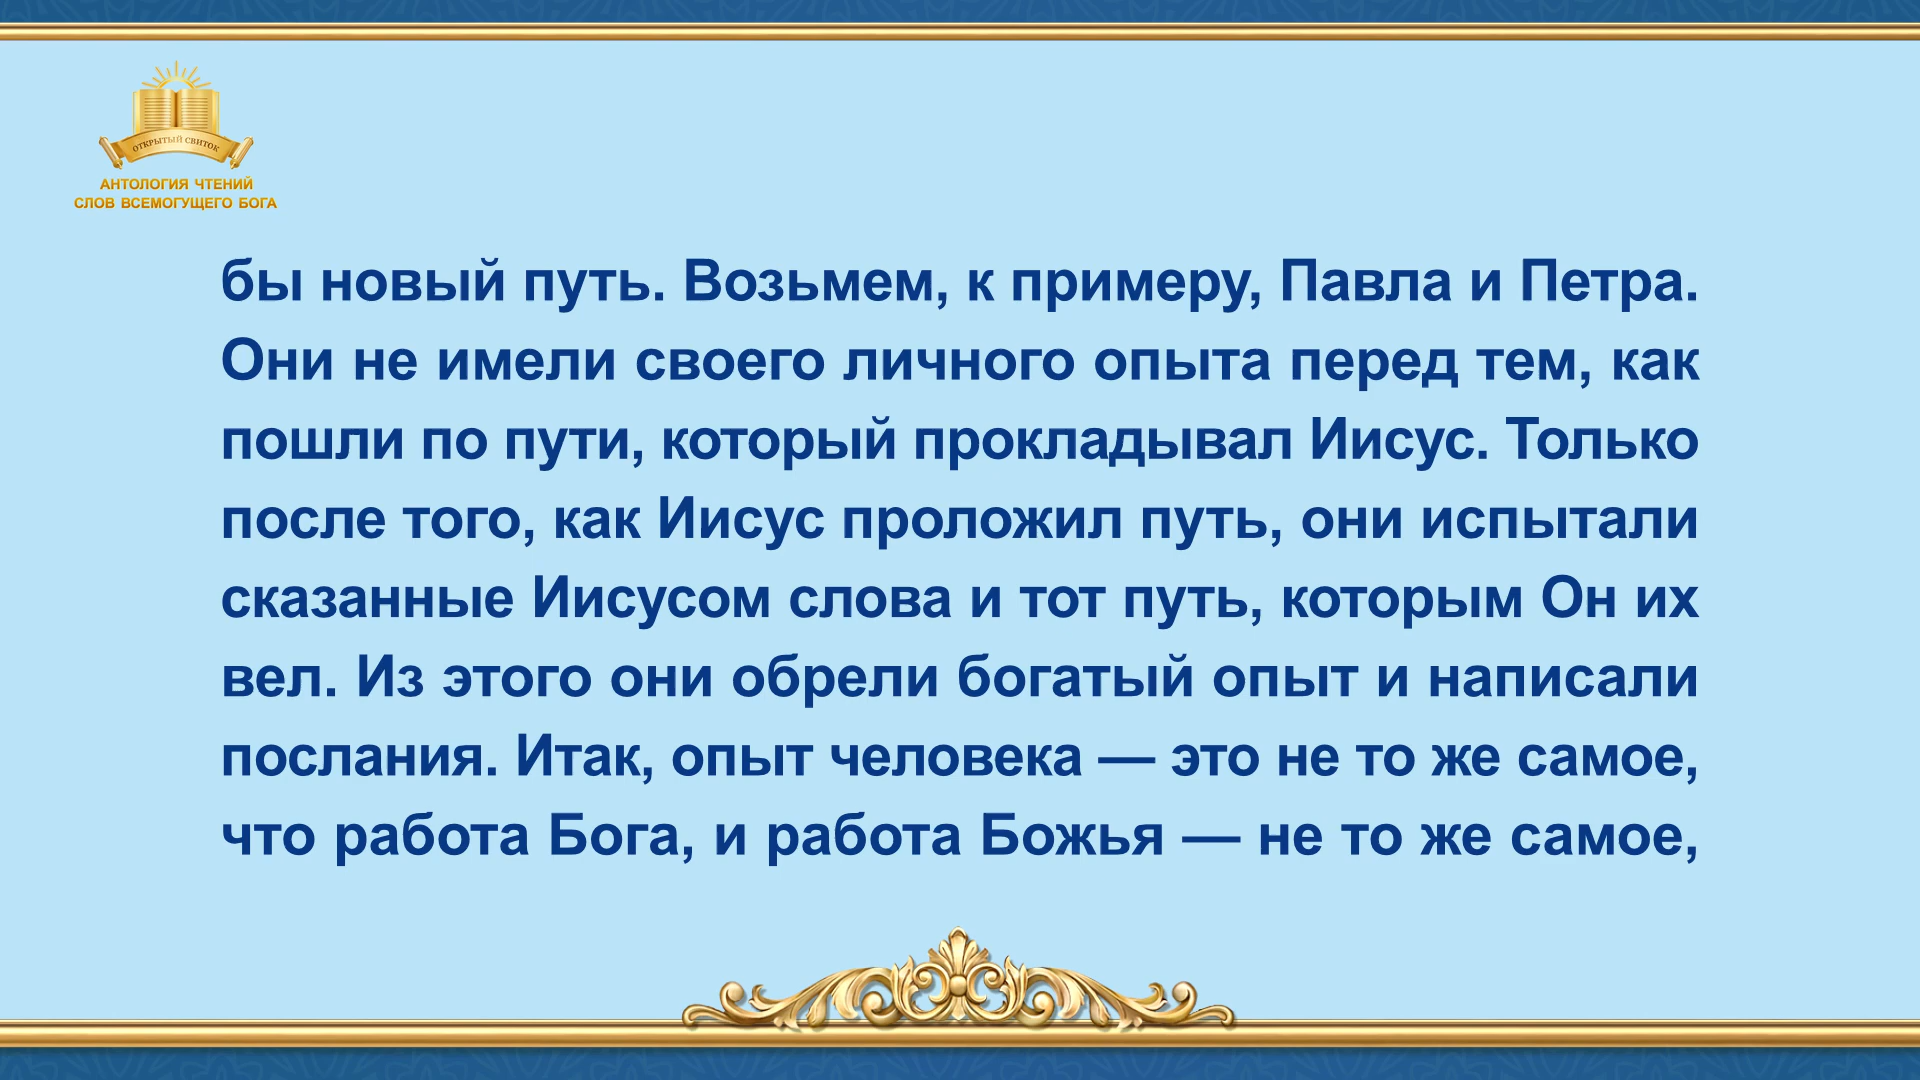 ОТКРЫТЫЙ СВИТОК
АНТОЛОГИЯ ЧТЕНИЙ
СЛОВ ВСЕМОГУЩЕГО БОГА
бы новый путь. Возьмем, к примеру, Павла и Петра.
Они не имели своего личного опыта перед тем, как
пошли по пути, который прокладывал Иисус. Только
после того, как Иисус проложил путь, они испытали
сказанные Иисусом слова и тот путь, которым Он их
вел. Из этого они обрели богатый опыт и написали
послания. Итак, опыт человека — это не то же самое,
что работа Бога, и работа Божья — не то же самое,